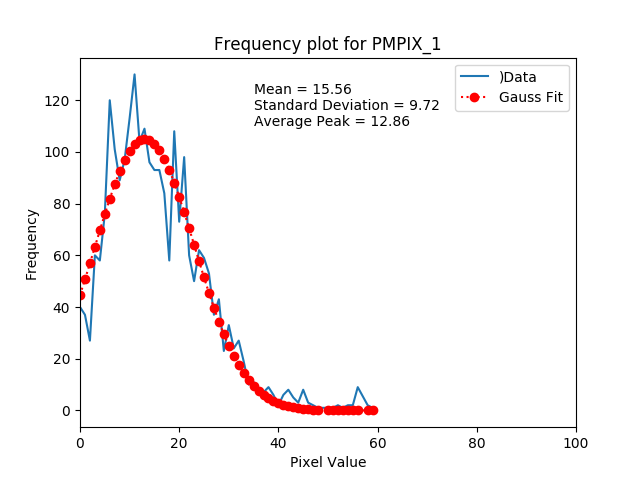 Frequency plot for PMPIX_1
)Data
Gauss Fit
Mean = 15.56
Standard Deviation = 9.72
Average Peak = 12.86
Frequency
120
100
80
60
40
20
0
0 20 40 60 80 100
Pixel Value